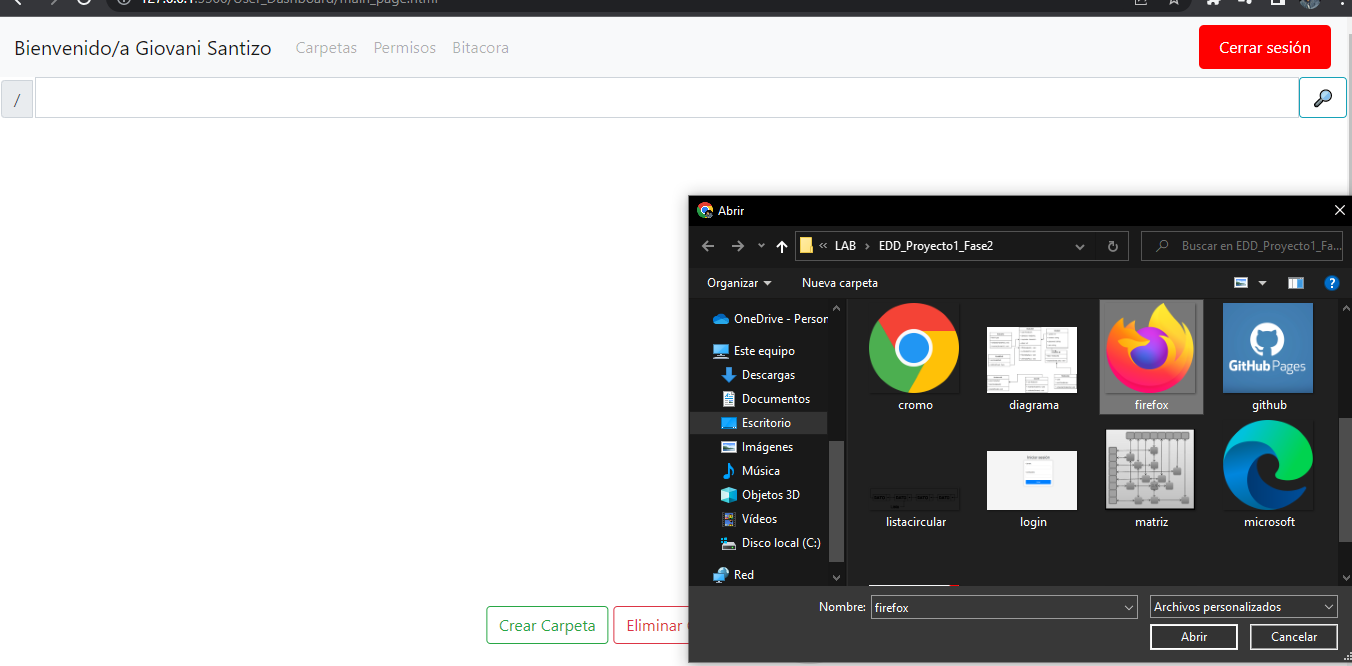 127.0.0.1:5500/User_Dashboard/main_page.html
Bienvenido/a Giovani Santizo Carpetas Permisos Bitacora Cerrar sesión
/
Abrir
« LAB › EDD_Proyecto1_Fase2
Buscar en EDD_Proyecto1_Fa...
Organizar Nueva carpeta
OneDrive - Person
Este equipo
Descargas
Documentos
Escritorio
Imágenes
Música
Objetos 3D
Vídeos
Disco local (C:)
Red
GitHub Pages
cromo diagrama firefox github
listacircular login matriz microsoft
Nombre: firefox Archivos personalizados
Abrir Cancelar
Crear Carpeta Eliminar